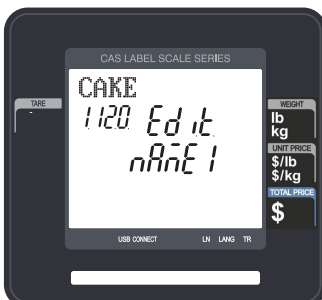 CAS LABEL SCALE SERIES
CAKE
1120 Edit
nAmE1
TARE
-
WEIGHT
lb
kg
UNIT PRICE
$/lb
$/kg
TOTAL PRICE
$
USB CONNECT LN LANG TR